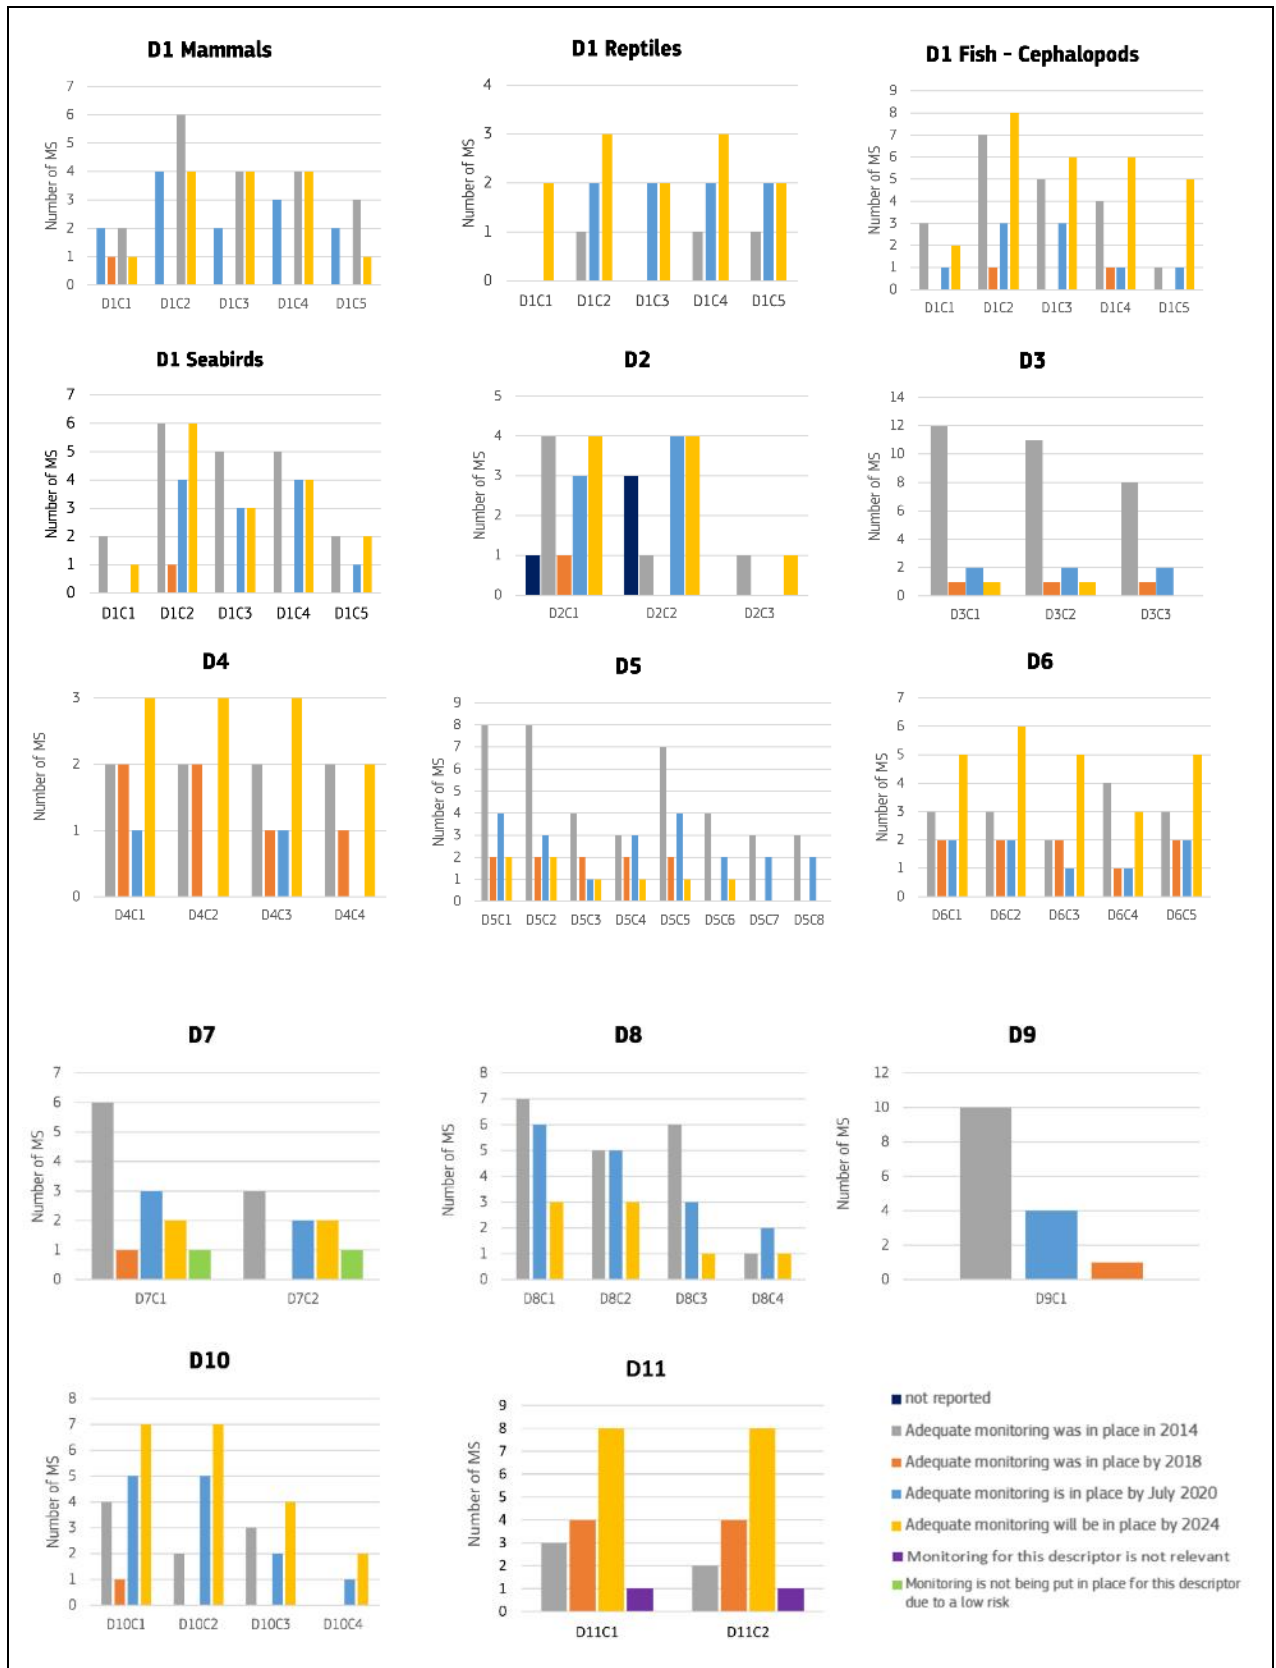 D1 Mammals
7
6
5
4
3
2
1
0
Number of MS
D1C1 D1C2 D1C3 D1C4 D1C5
D1 Reptiles
4
3
2
1
0
Number of MS
D1C1 D1C2 D1C3 D1C4 D1C5
D1 Fish - Cephalopods
9
8
7
6
5
4
3
2
1
0
Number of MS
D1C1 D1C2 D1C3 D1C4 D1C5
D1 Seabirds
7
6
5
4
3
2
1
0
Number of MS
D1C1 D1C2 D1C3 D1C4 D1C5
D2
5
4
3
2
1
0
Number of MS
D2C1 D2C2 D2C3
D3
14
12
10
8
6
4
2
0
Number of MS
D3C1 D3C2 D3C3
D4
3
2
1
0
Number of MS
D4C1 D4C2 D4C3 D4C4
D5
9
8
7
6
5
4
3
2
1
0
Number of MS
D5C1 D5C2 D5C3 D5C4 D5C5 D5C6 D5C7 D5C8
D6
7
6
5
4
3
2
1
0
Number of MS
D6C1 D6C2 D6C3 D6C4 D6C5
D7
7
6
5
4
3
2
1
0
Number of MS
D7C1 D7C2
D8
8
7
6
5
4
3
2
1
0
Number of MS
D8C1 D8C2 D8C3 D8C4
D9
12
10
8
6
4
2
0
Number of MS
D9C1
D10
8
7
6
5
4
3
2
1
0
Number of MS
D10C1 D10C2 D10C3 D10C4
D11
9
8
7
6
5
4
3
2
1
0
Number of MS
D11C1 D11C2
not reported
Adequate monitoring was in place in 2014
Adequate monitoring was in place by 2018
Adequate monitoring is in place by July 2020
Adequate monitoring will be in place by 2024
Monitoring for this descriptor is not relevant
Monitoring is not being put in place for this descriptor
due to a low risk